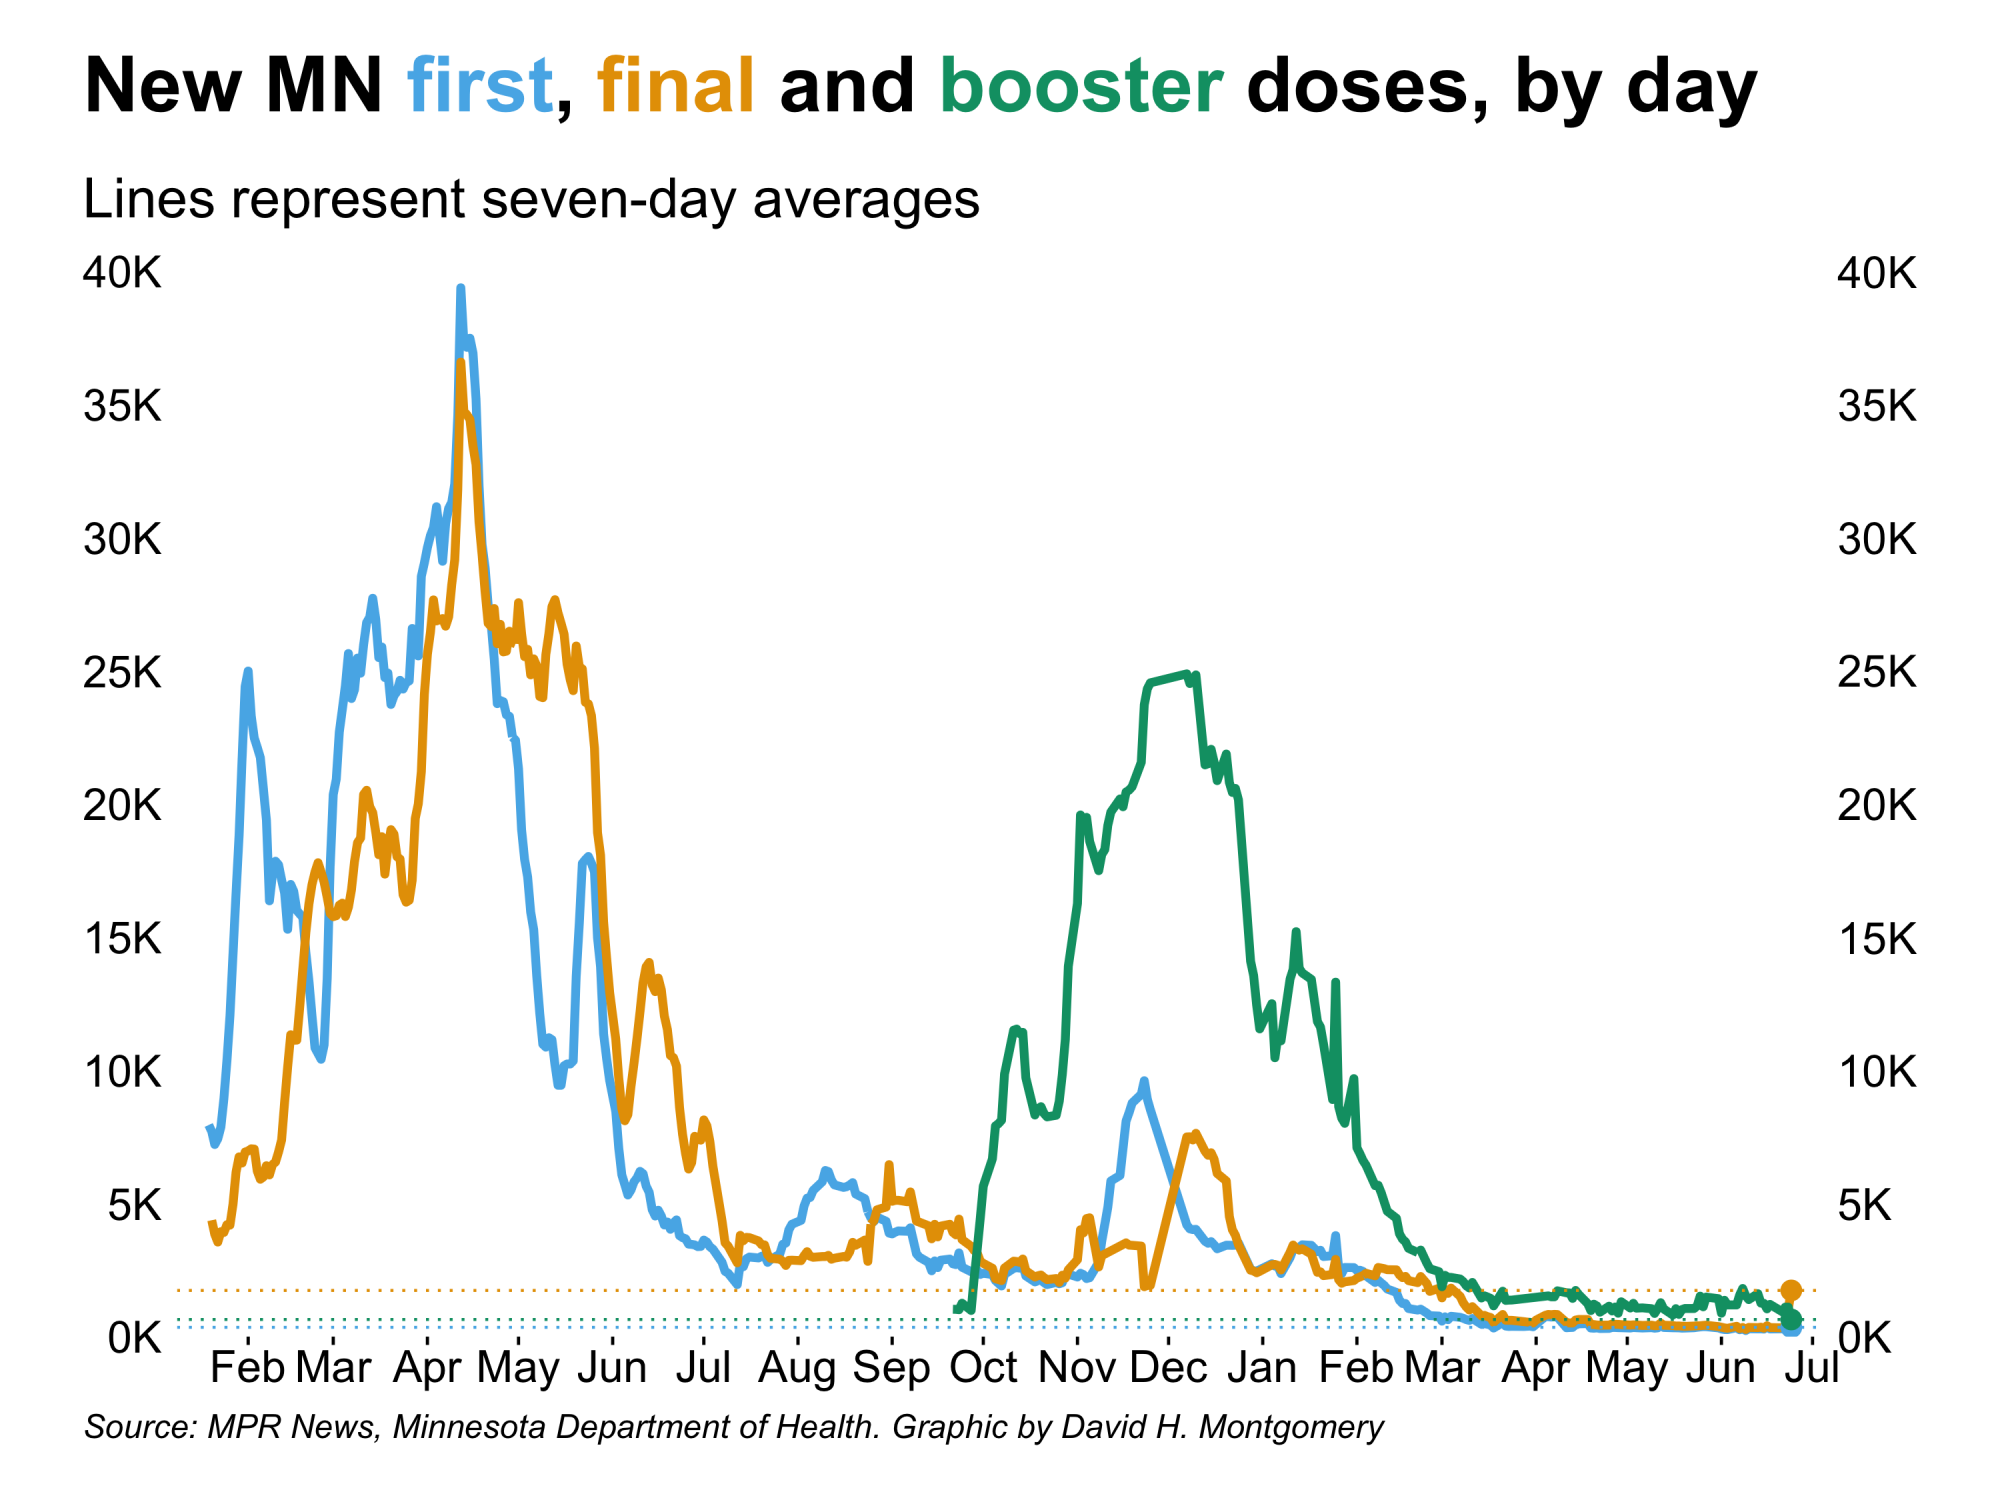 New MN first, final and booster doses, by day
Lines represent seven-day averages
40K 40K
35K 35K
30K 30K
25K 25K
20K 20K
15K 15K
10K 10K
5K 5K
0K 0K
Feb Mar Apr May Jun Jul Aug Sep Oct Nov Dec Jan Feb Mar Apr May Jun Jul
Source: MPR News, Minnesota Department of Health. Graphic by David H. Montgomery